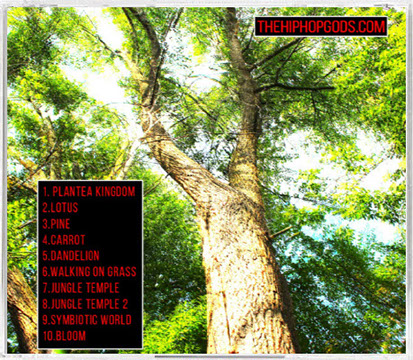 THEHIPHOPGODS.COM
1. PLANTEA KINGDOM
2.LOTUS
3.PINE
4.CARROT
5.DANDELION
6.WALKING ON GRASS
7.JUNGLE TEMPLE
8.JUNGLE TEMPLE 2
9.SYMBIOTIC WORLD
10.BLOOM